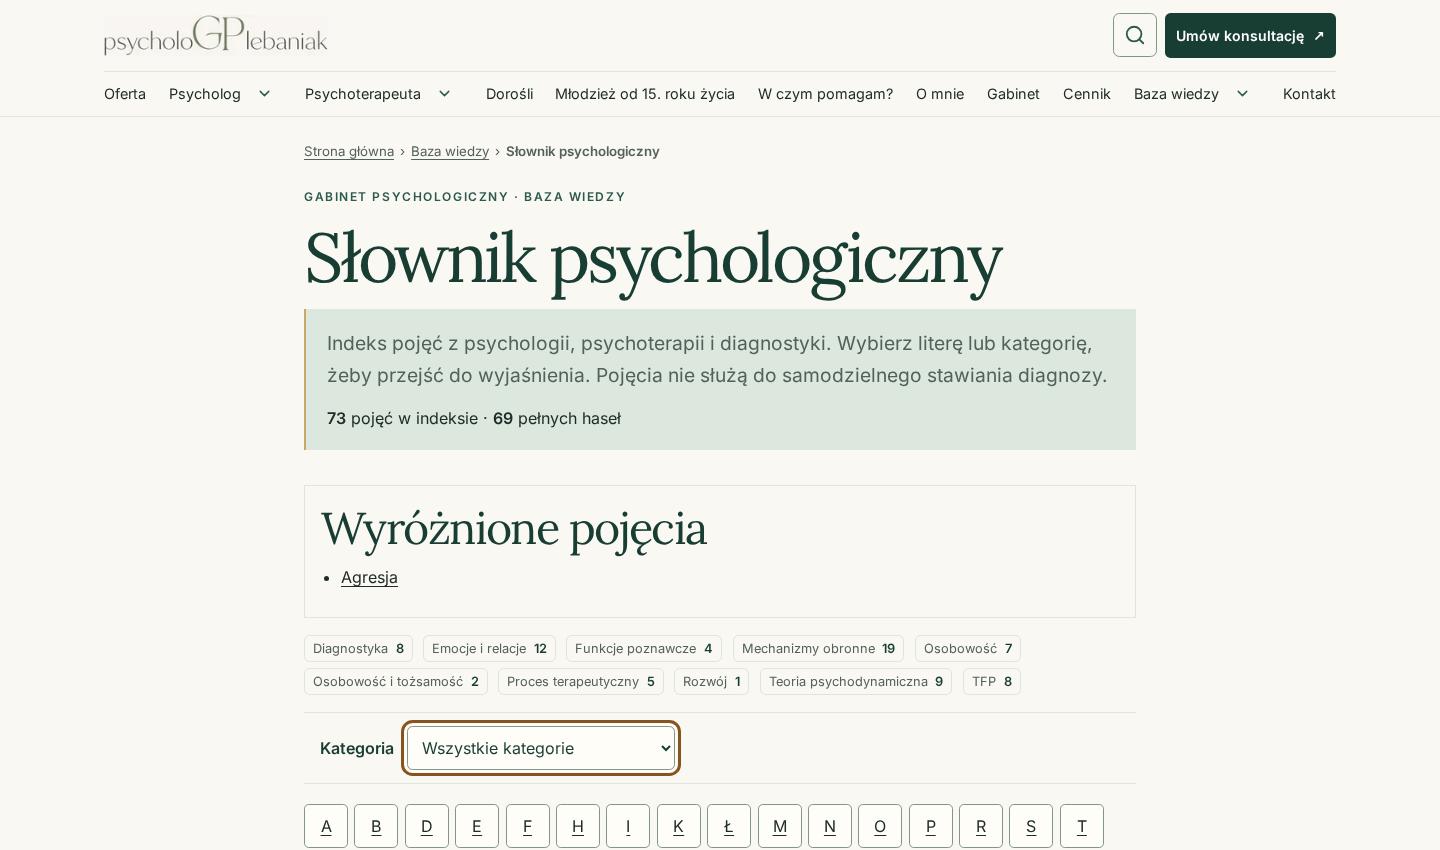 psycholoGPlebaniak
Umów konsultację ↗
Oferta Psycholog Psychoterapeuta Dorośli Młodzież od 15. roku życia W czym pomagam? O mnie Gabinet Cennik Baza wiedzy Kontakt
Strona główna › Baza wiedzy › Słownik psychologiczny
GABINET PSYCHOLOGICZNY · BAZA WIEDZY
Słownik psychologiczny
Indeks pojęć z psychologii, psychoterapii i diagnostyki. Wybierz literę lub kategorię,
żeby przejść do wyjaśnienia. Pojęcia nie służą do samodzielnego stawiania diagnozy.
73 pojęć w indeksie · 69 pełnych haseł
Wyróżnione pojęcia
• Agresja
Diagnostyka 8 Emocje i relacje 12 Funkcje poznawcze 4 Mechanizmy obronne 19 Osobowość 7
Osobowość i tożsamość 2 Proces terapeutyczny 5 Rozwój 1 Teoria psychodynamiczna 9 TFP 8
Kategoria Wszystkie kategorie
A B D E F H I K Ł M N O P R S T